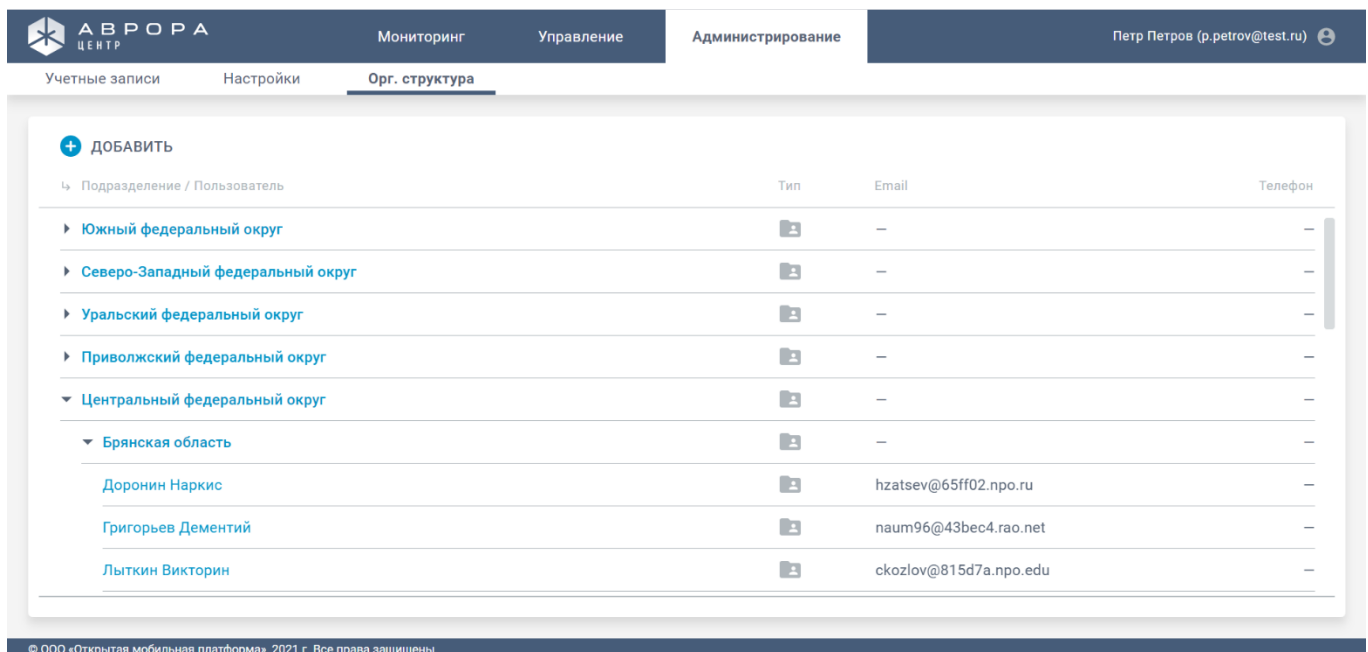 АВРОРА
ЦЕНТР
Мониторинг Управление Администрирование Петр Петров (p.petrov@test.ru)
Учетные записи Настройки Орг. структура
ДОБАВИТЬ
Подразделение / Пользователь Тип Email Телефон
Южный федеральный округ — —
Северо-Западный федеральный округ — —
Уральский федеральный округ — —
Приволжский федеральный округ — —
Центральный федеральный округ — —
Брянская область — —
Доронин Наркис hzatsev@65ff02.npo.ru —
Григорьев Дементий naum96@43bec4.rao.net —
Лыткин Викторин ckozlov@815d7a.npo.edu —
© ООО «Открытая мобильная платформа», 2021 г. Все права защищены